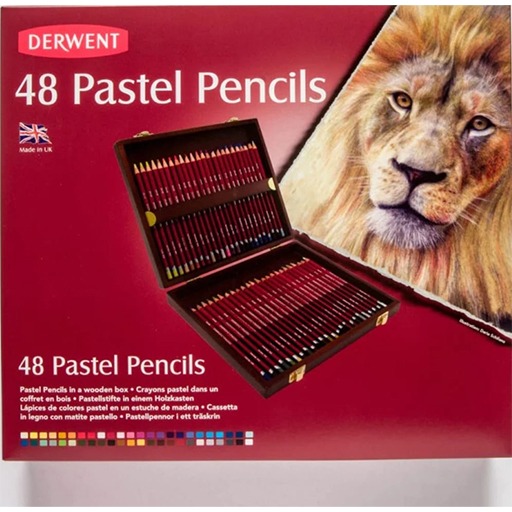 DERWENT
48 Pastel Pencils
Made in UK
48 Pastel Pencils
Pastel Pencils in a wooden box • Crayons pastel dans un
coffret en bois • Pastellstifte in einem Holzkasten
Lápices de colores pastel en un estuche de madera • Cassetta
in legno con matite pastello • Pastellpennor i ett träskrin